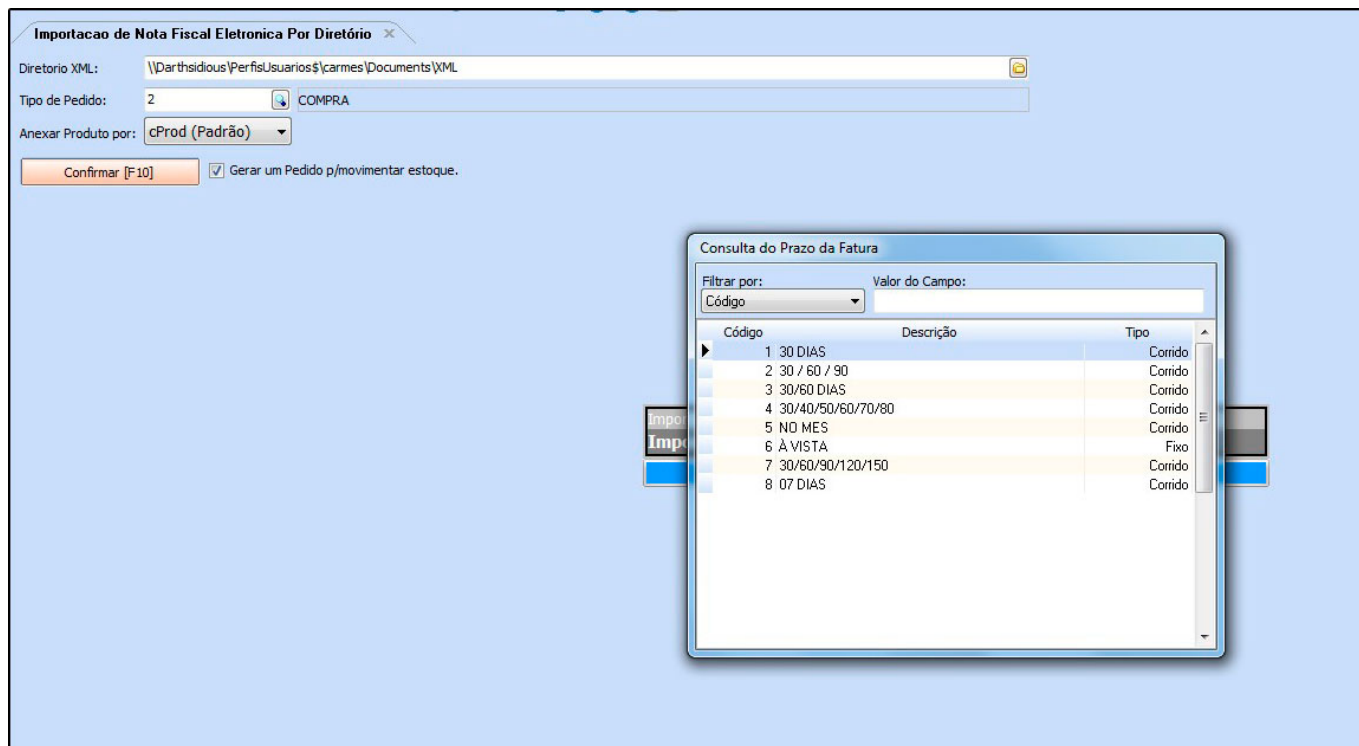 Importacao de Nota Fiscal Eletronica Por Diretório
Diretorio XML: \\Darthsidious\PerfisUsuarios$\carmes\Documents\XML
Tipo de Pedido: 2 COMPRA
Anexar Produto por: cProd (Padrão)
Confirmar [F10] Gerar um Pedido p/movimentar estoque.
Consulta do Prazo da Fatura
Filtrar por: Valor do Campo:
Código
Código Descrição Tipo
1 30 DIAS Corrido
2 30 / 60 / 90 Corrido
3 30/60 DIAS Corrido
4 30/40/50/60/70/80 Corrido
5 NO MES Corrido
6 À VISTA Fixo
7 30/60/90/120/150 Corrido
8 07 DIAS Corrido